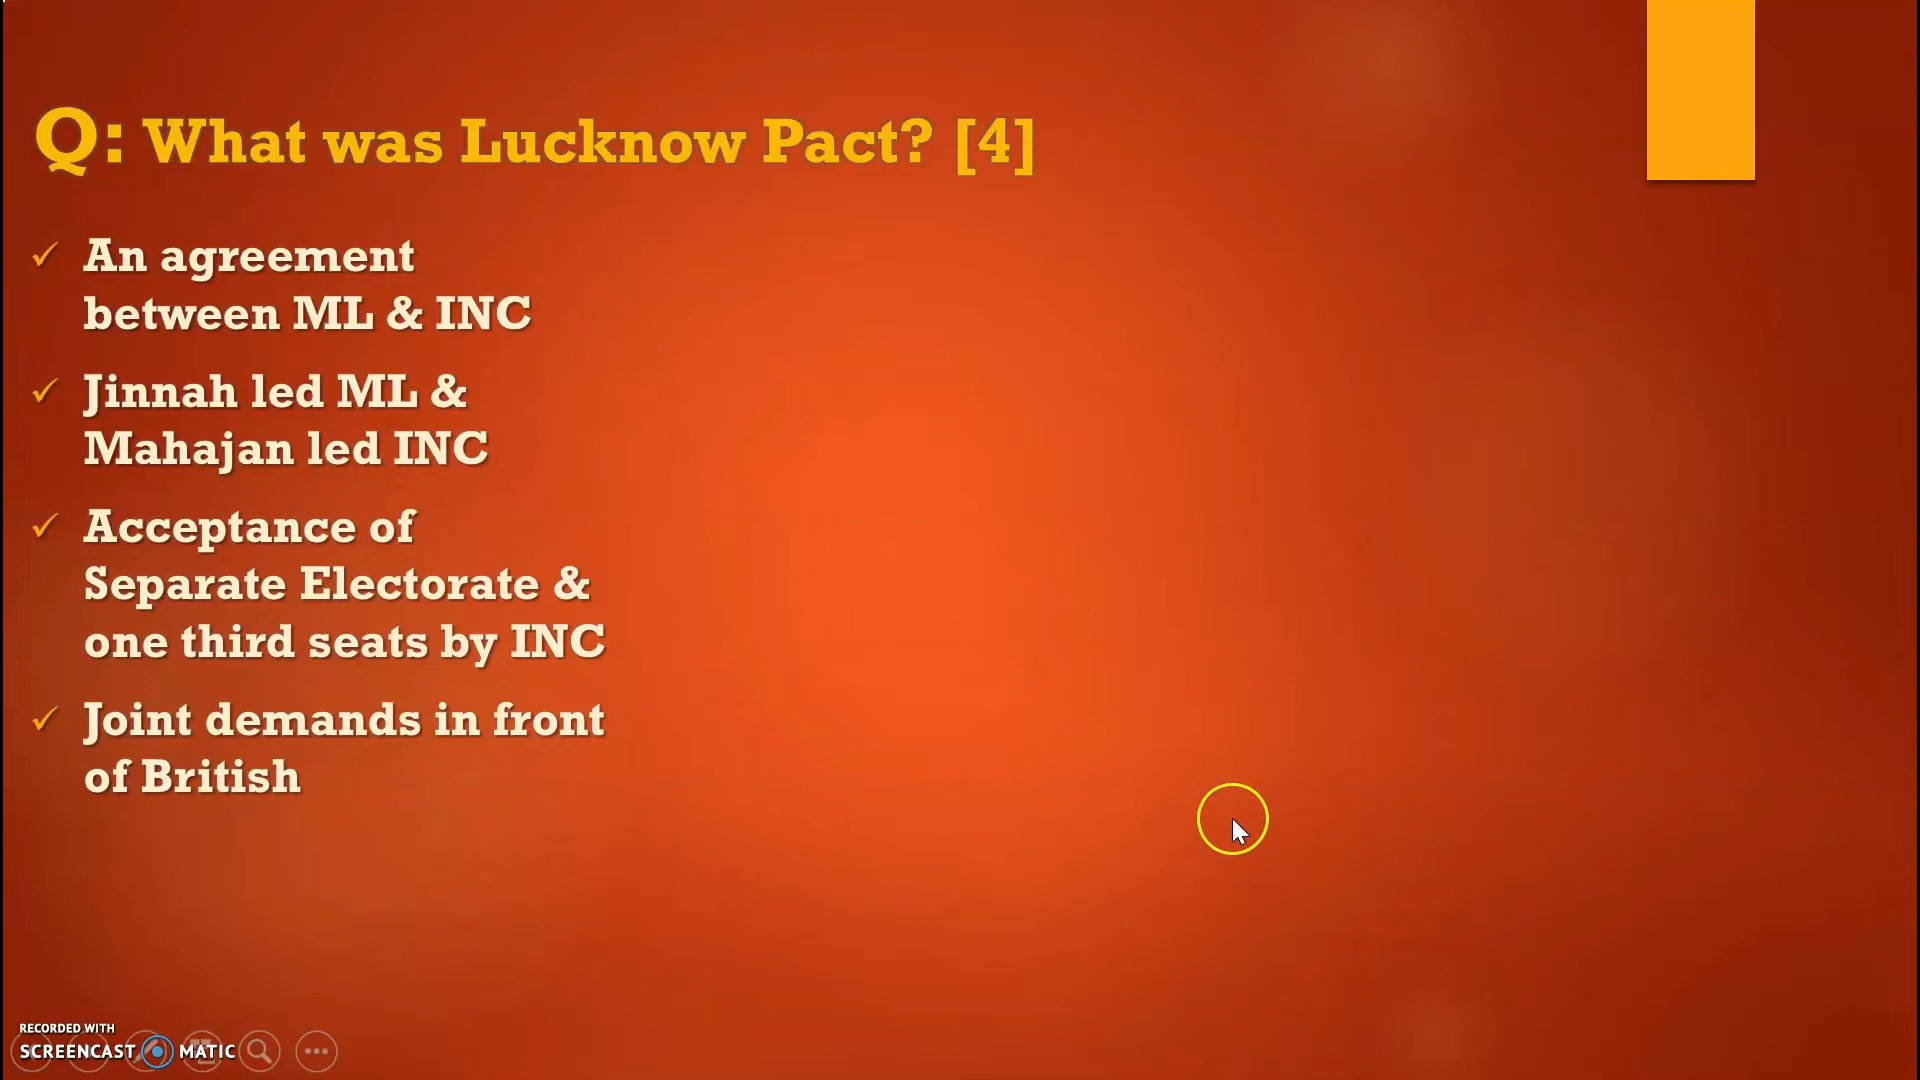 Q: What was Lucknow Pact? [4]
✓ An agreement
between ML & INC
✓ Jinnah led ML &
Mahajan led INC
✓ Acceptance of
Separate Electorate &
one third seats by INC
✓ Joint demands in front
of British
RECORDED WITH
SCREENCAST MATIC